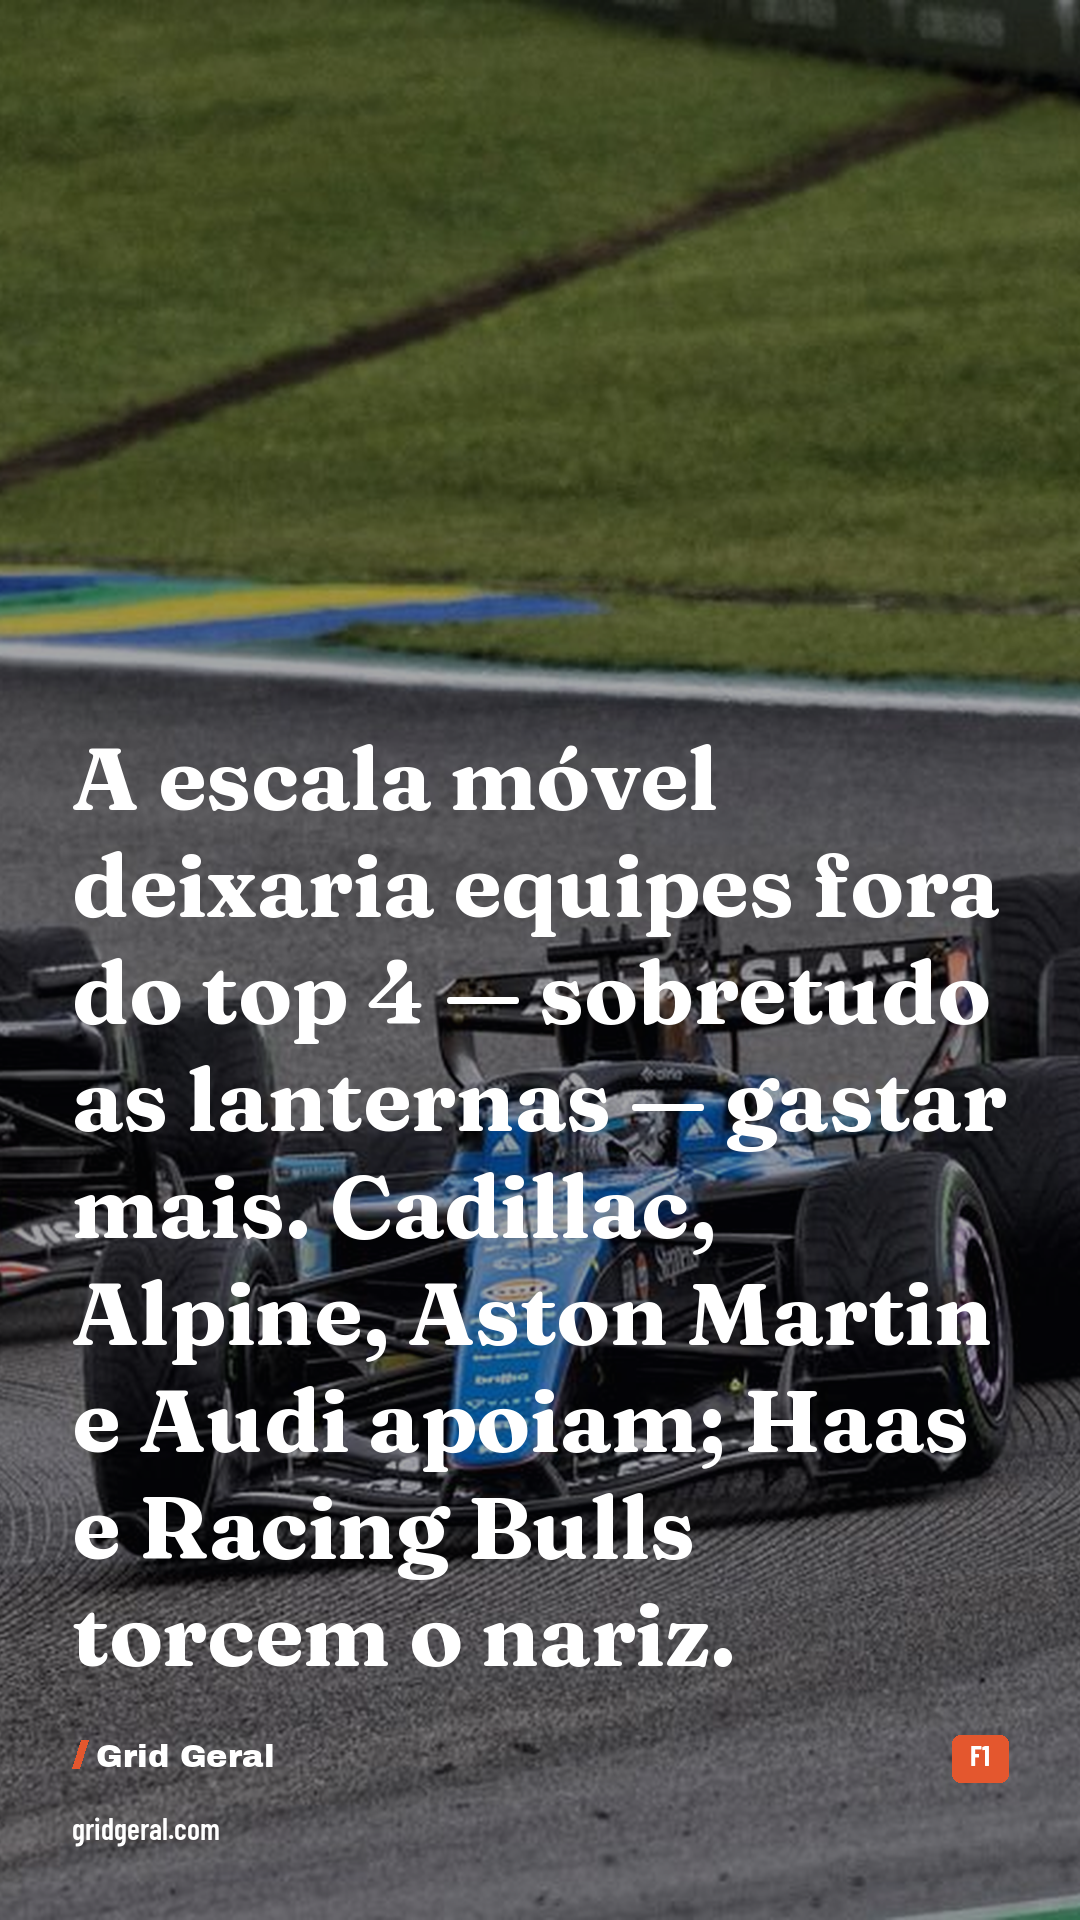 A escala móvel
deixaria equipes fora
do top 4 — sobretudo
as lanternas — gastar
mais. Cadillac,
Alpine, Aston Martin
e Audi apoiam; Haas
e Racing Bulls
torcem o nariz.
/ Grid Geral
F1
gridgeral.com